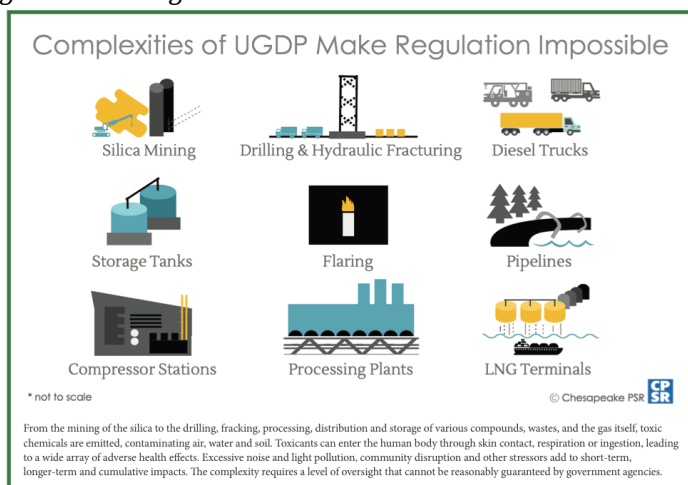 Complexities of UGDP Make Regulation Impossible
Silica Mining
Drilling & Hydraulic Fracturing
Diesel Trucks
Storage Tanks
Flaring
Pipelines
Compressor Stations
Processing Plants
LNG Terminals
* not to scale
© Chesapeake PSR
CP
SR
From the mining of the silica to the drilling, fracking, processing, distribution and storage of various compounds, wastes, and the gas itself, toxic
chemicals are emitted, contaminating air, water and soil. Toxicants can enter the human body through skin contact, respiration or ingestion, leading
to a wide array of adverse health effects. Excessive noise and light pollution, community disruption and other stressors add to short-term,
longer-term and cumulative impacts. The complexity requires a level of oversight that cannot be reasonably guaranteed by government agencies.